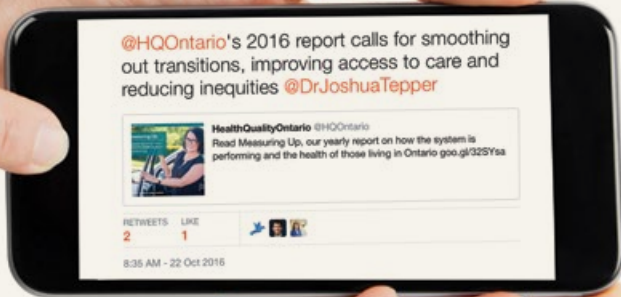 @HQOntario's 2016 report calls for smoothing
out transitions, improving access to care and
reducing inequities @DrJoshuaTepper
HealthQualityOntario @HQOntario
Read Measuring Up, our yearly report on how the system is
performing and the health of those living in Ontario goo.gl/32SYsa
RETWEETS LIKE
2 1
8:35 AM - 22 Oct 2016